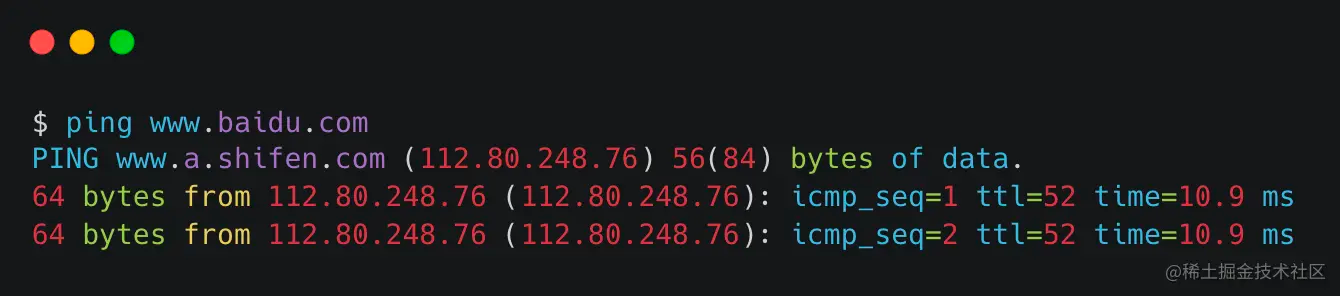 $ ping www.baidu.com
PING www.a.shifen.com (112.80.248.76) 56(84) bytes of data.
64 bytes from 112.80.248.76 (112.80.248.76): icmp_seq=1 ttl=52 time=10.9 ms
64 bytes from 112.80.248.76 (112.80.248.76): icmp_seq=2 ttl=52 time=10.9 ms
@稀土掘金技术社区